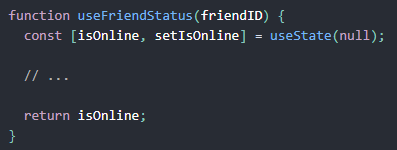 function useFriendStatus(friendID) {
  const [isOnline, setIsOnline] = useState(null);

  // ...

  return isOnline;
}